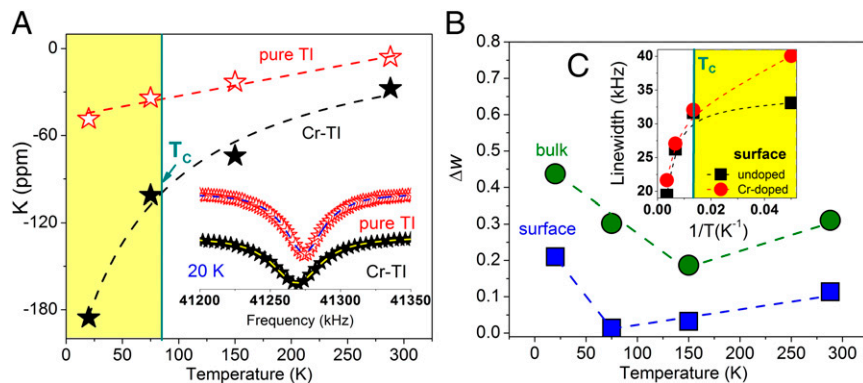 A
K (ppm)
0
-60
-120
-180
pure TI
Cr-TI
Tc
pure TI
20 K
Cr-TI
41200 41250 41300 41350
Frequency (kHz)
0 50 100 150 200 250 300
Temperature (K)
B
Δw
0.8
0.7
0.6
0.5
0.4
0.3
0.2
0.1
0.0
bulk
surface
0 50 100 150 200 250 300
Temperature (K)
C
Linewidth (kHz)
40
35
30
25
20
Tc
surface
undoped
Cr-doped
0.000 0.025 0.050
1/T(K⁻¹)